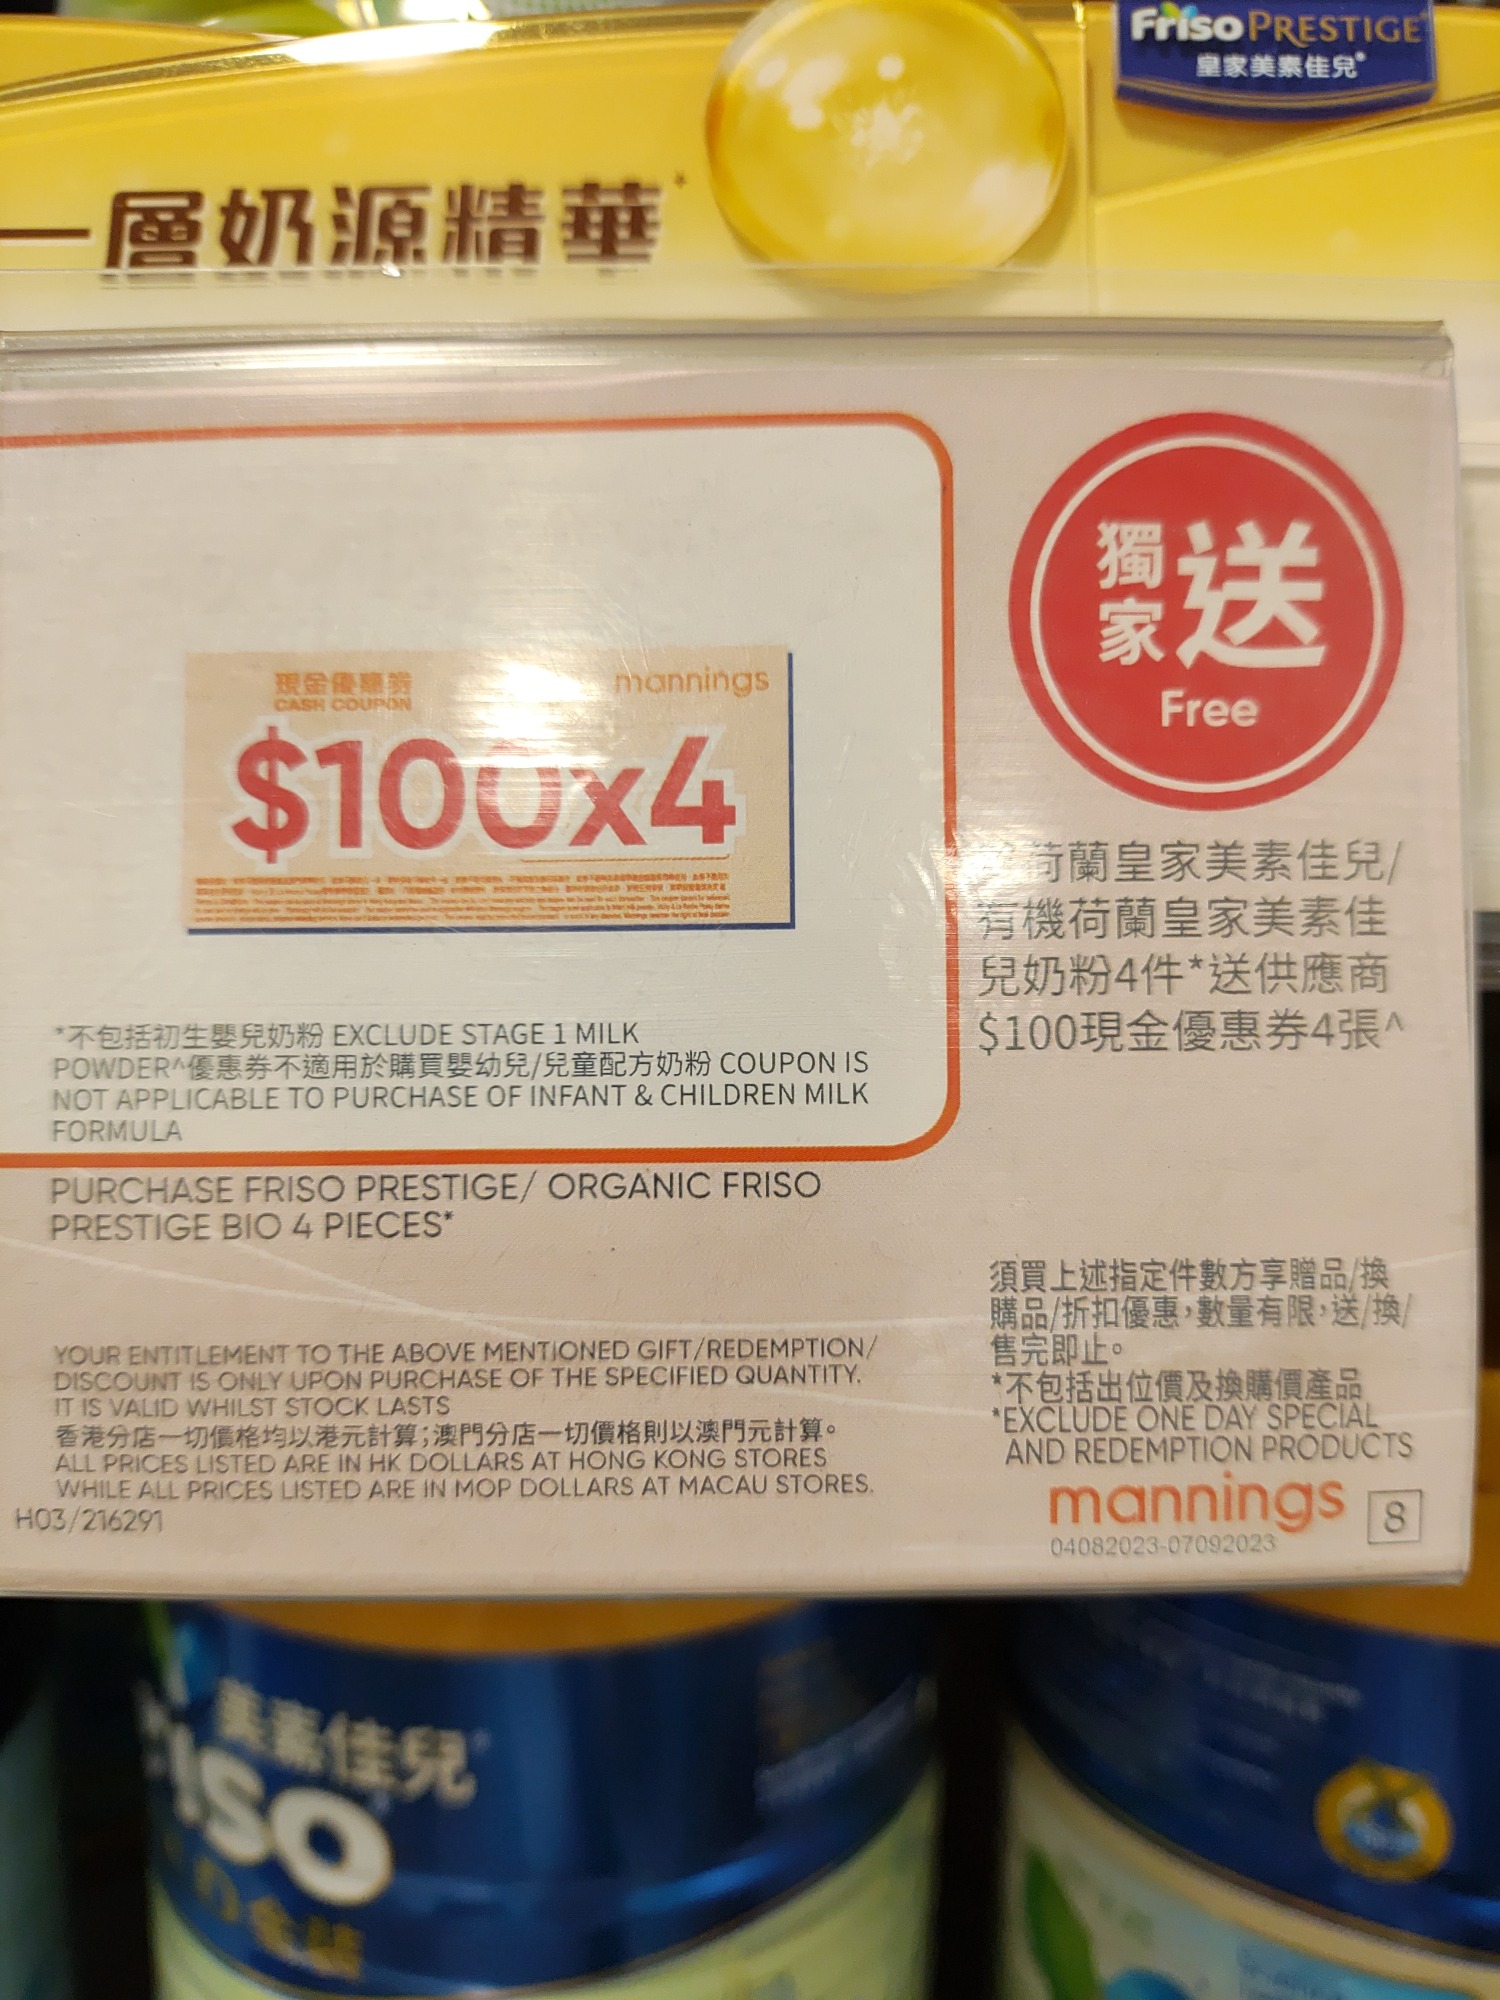 Friso PRESTIGE
皇家美素佳兒
一層奶源精華*
獨家送
Free
現金優惠券
CASH COUPON
mannings
$100x4
荷蘭皇家美素佳兒/
有機荷蘭皇家美素佳
兒奶粉4件*送供應商
$100現金優惠券4張^
*不包括初生嬰兒奶粉 EXCLUDE STAGE 1 MILK
POWDER^優惠券不適用於購買嬰幼兒/兒童配方奶粉 COUPON IS
NOT APPLICABLE TO PURCHASE OF INFANT & CHILDREN MILK
FORMULA
PURCHASE FRISO PRESTIGE/ ORGANIC FRISO
PRESTIGE BIO 4 PIECES*
YOUR ENTITLEMENT TO THE ABOVE MENTIONED GIFT/REDEMPTION/
DISCOUNT IS ONLY UPON PURCHASE OF THE SPECIFIED QUANTITY.
IT IS VALID WHILST STOCK LASTS
香港分店一切價格均以港元計算;澳門分店一切價格則以澳門元計算。
ALL PRICES LISTED ARE IN HK DOLLARS AT HONG KONG STORES
WHILE ALL PRICES LISTED ARE IN MOP DOLLARS AT MACAU STORES.
H03/216291
須買上述指定件數方享贈品/換
購品/折扣優惠,數量有限,送/換/
售完即止。
*不包括出位價及換購價產品
*EXCLUDE ONE DAY SPECIAL
AND REDEMPTION PRODUCTS
mannings
8
04082023-07092023
美素佳兒